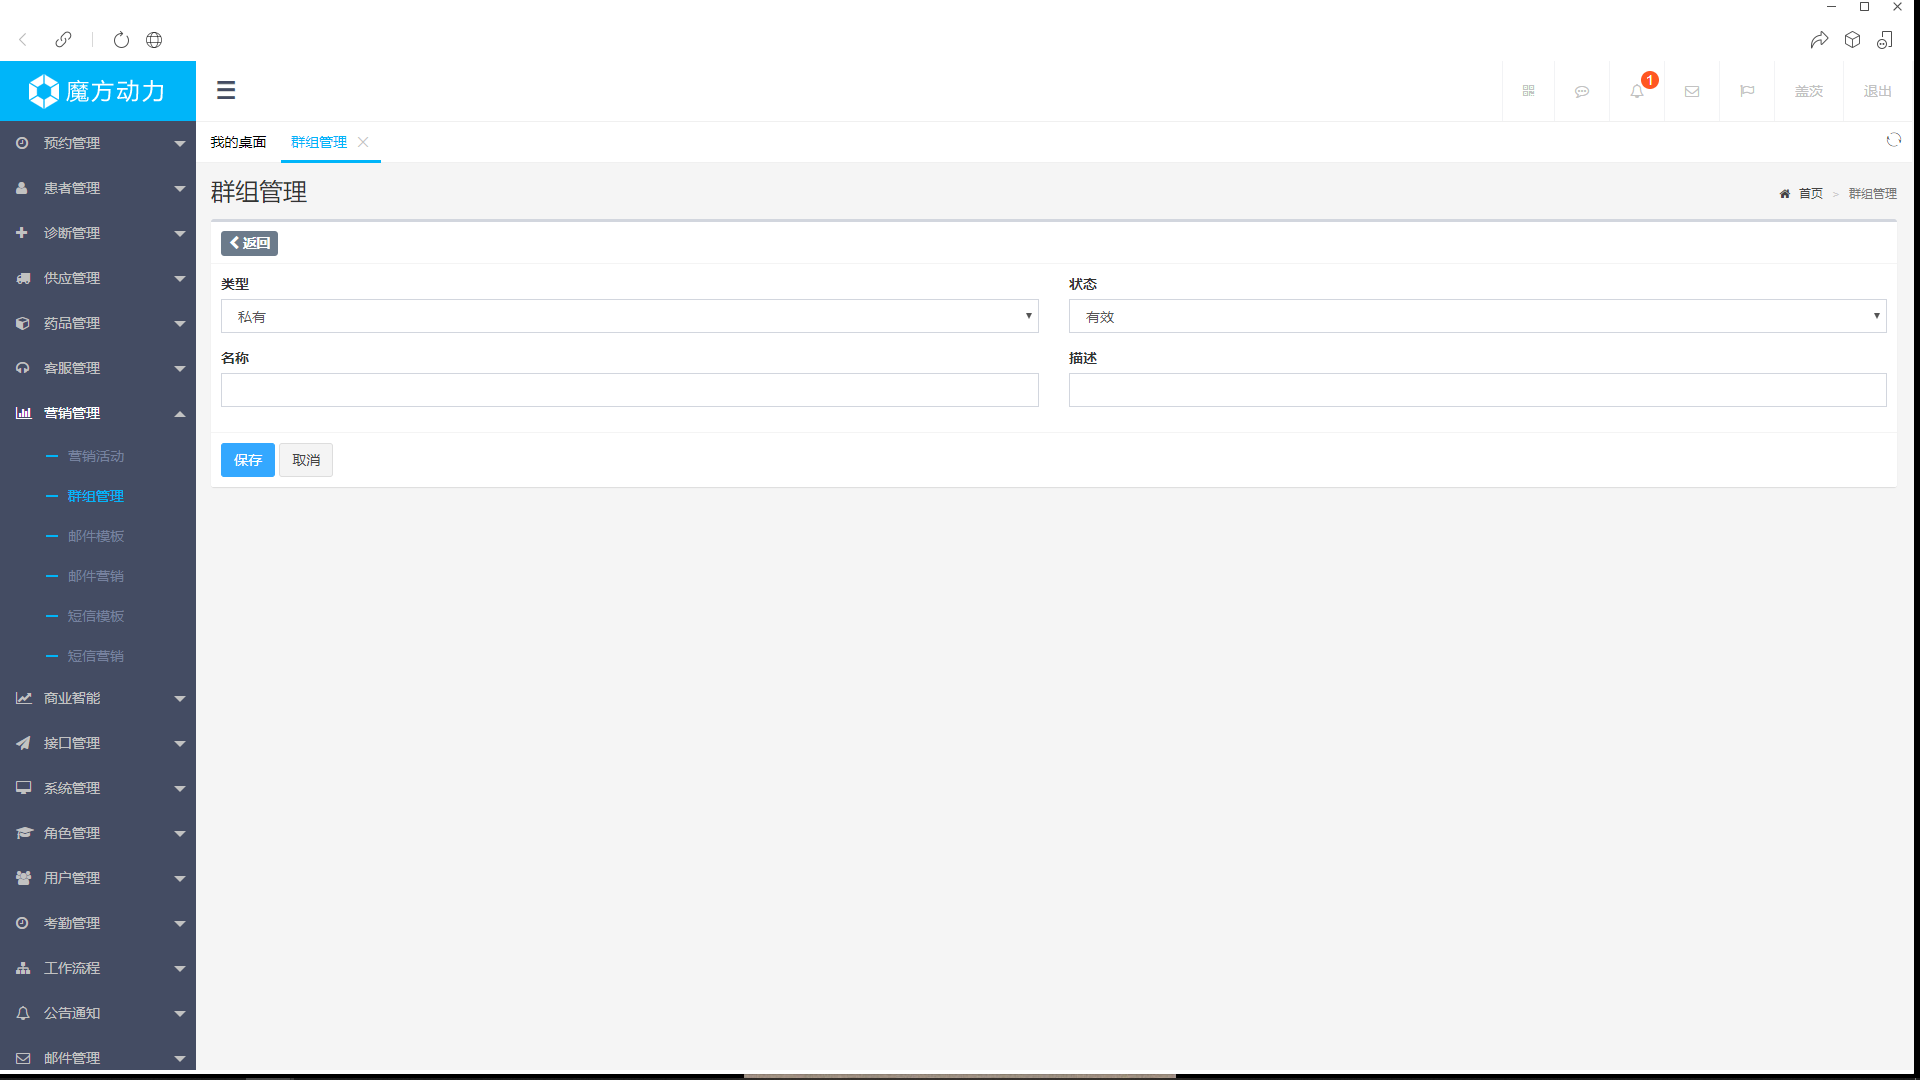 魔方动力
1
盖茨
退出
预约管理
患者管理
诊断管理
供应管理
药品管理
客服管理
营销管理
营销活动
群组管理
邮件模板
邮件营销
短信模板
短信营销
商业智能
接口管理
系统管理
角色管理
用户管理
考勤管理
工作流程
公告通知
邮件管理
我的桌面
群组管理
群组管理
首页 > 群组管理
返回
类型
状态
私有
有效
名称
描述
保存
取消